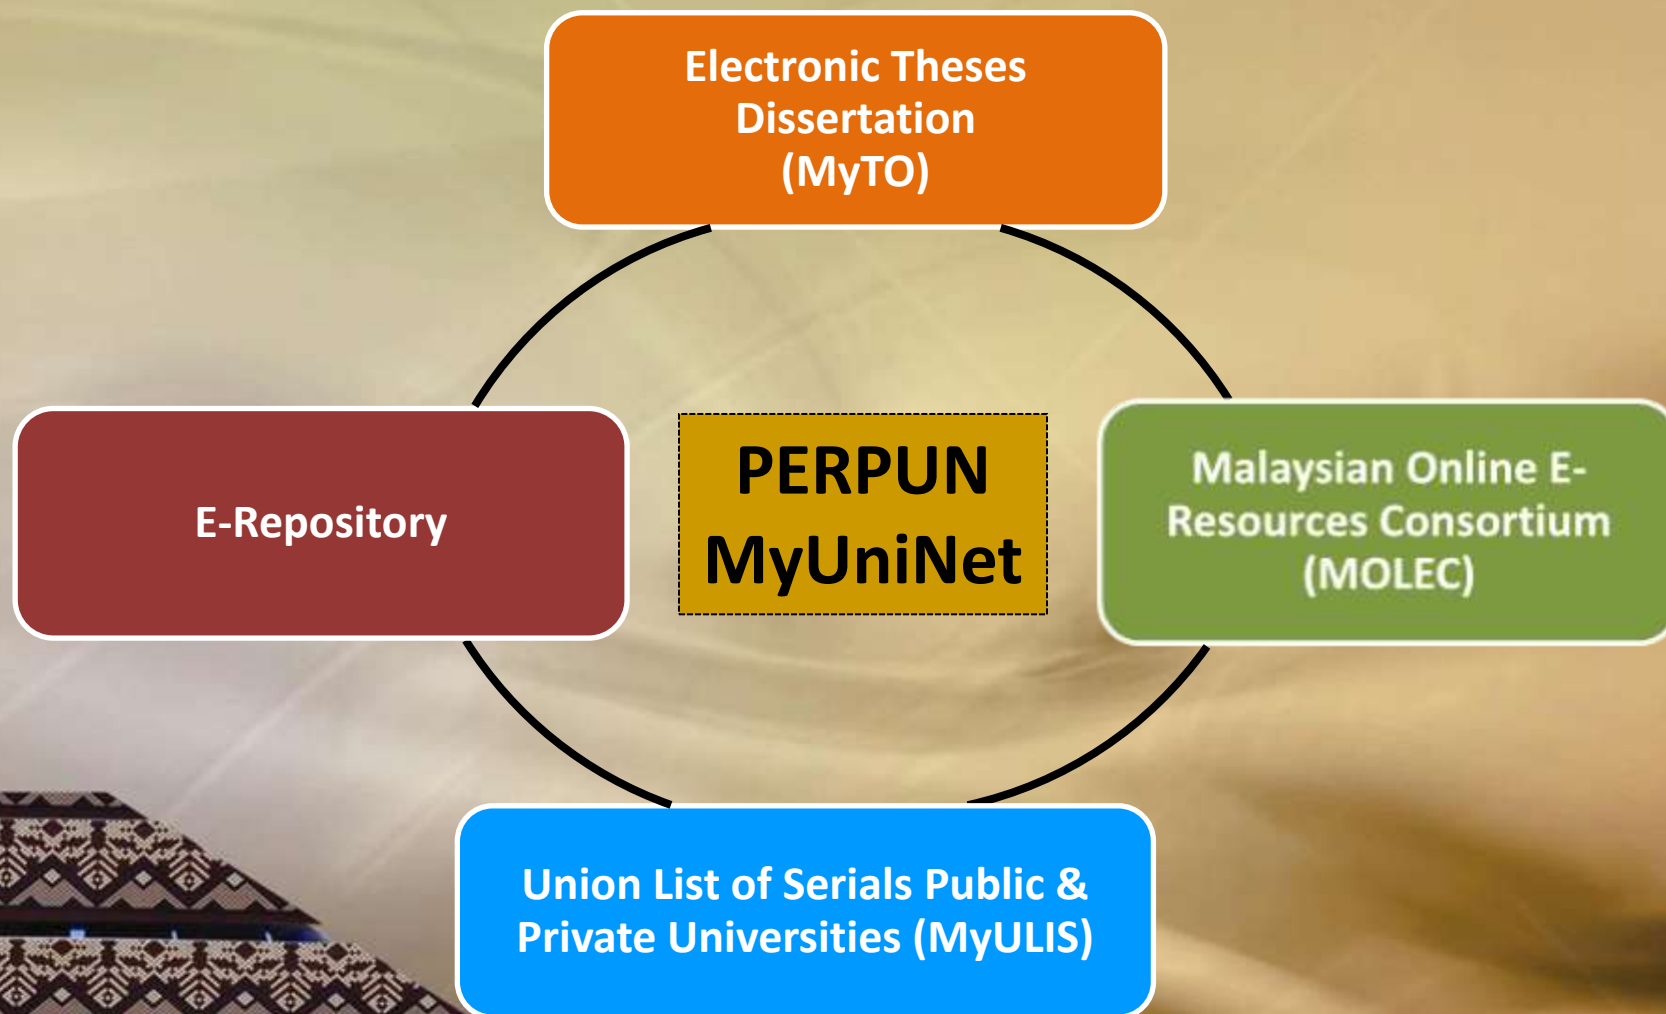 Electronic Theses
Dissertation
(MyTO)
E-Repository
PERPUN
MyUniNet
Malaysian Online E-
Resources Consortium
(MOLEC)
Union List of Serials Public &
Private Universities (MyULIS)